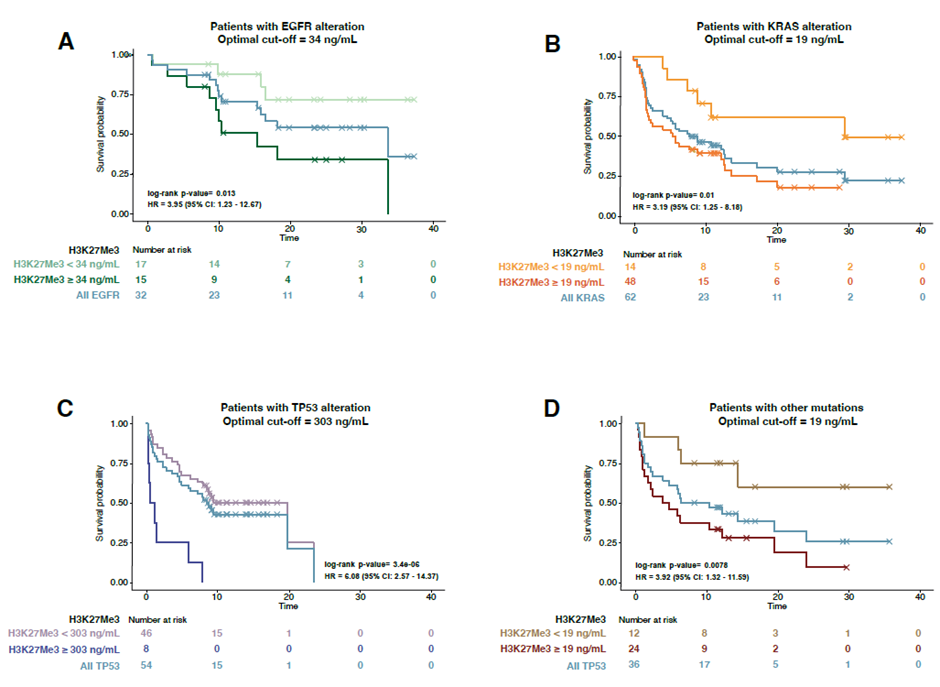 A
Patients with EGFR alteration
Optimal cut-off = 34 ng/mL
Survival probability
1.00
0.75
0.50
0.25
0.00
log-rank p-value= 0.013
HR = 3.95 (95% CI: 1.23 - 12.67)
0 10 20 30 40
Time
H3K27Me3 Number at risk
H3K27Me3 < 34 ng/mL 17 14 7 3 0
H3K27Me3 ≥ 34 ng/mL 15 9 4 1 0
All EGFR 32 23 11 4 0
B
Patients with KRAS alteration
Optimal cut-off = 19 ng/mL
Survival probability
1.00
0.75
0.50
0.25
0.00
log-rank p-value= 0.01
HR = 3.19 (95% CI: 1.25 - 8.18)
0 10 20 30 40
Time
H3K27Me3 Number at risk
H3K27Me3 < 19 ng/mL 14 8 5 2 0
H3K27Me3 ≥ 19 ng/mL 48 15 6 0 0
All KRAS 62 23 11 2 0
C
Patients with TP53 alteration
Optimal cut-off = 303 ng/mL
Survival probability
1.00
0.75
0.50
0.25
0.00
log-rank p-value= 3.4e-06
HR = 6.08 (95% CI: 2.57 - 14.37)
0 10 20 30 40
Time
H3K27Me3 Number at risk
H3K27Me3 < 303 ng/mL 46 15 1 0 0
H3K27Me3 ≥ 303 ng/mL 8 0 0 0 0
All TP53 54 15 1 0 0
D
Patients with other mutations
Optimal cut-off = 19 ng/mL
Survival probability
1.00
0.75
0.50
0.25
0.00
log-rank p-value= 0.0078
HR = 3.92 (95% CI: 1.32 - 11.59)
0 10 20 30 40
Time
H3K27Me3 Number at risk
H3K27Me3 < 19 ng/mL 12 8 3 1 0
H3K27Me3 ≥ 19 ng/mL 24 9 2 0 0
All TP53 36 17 5 1 0